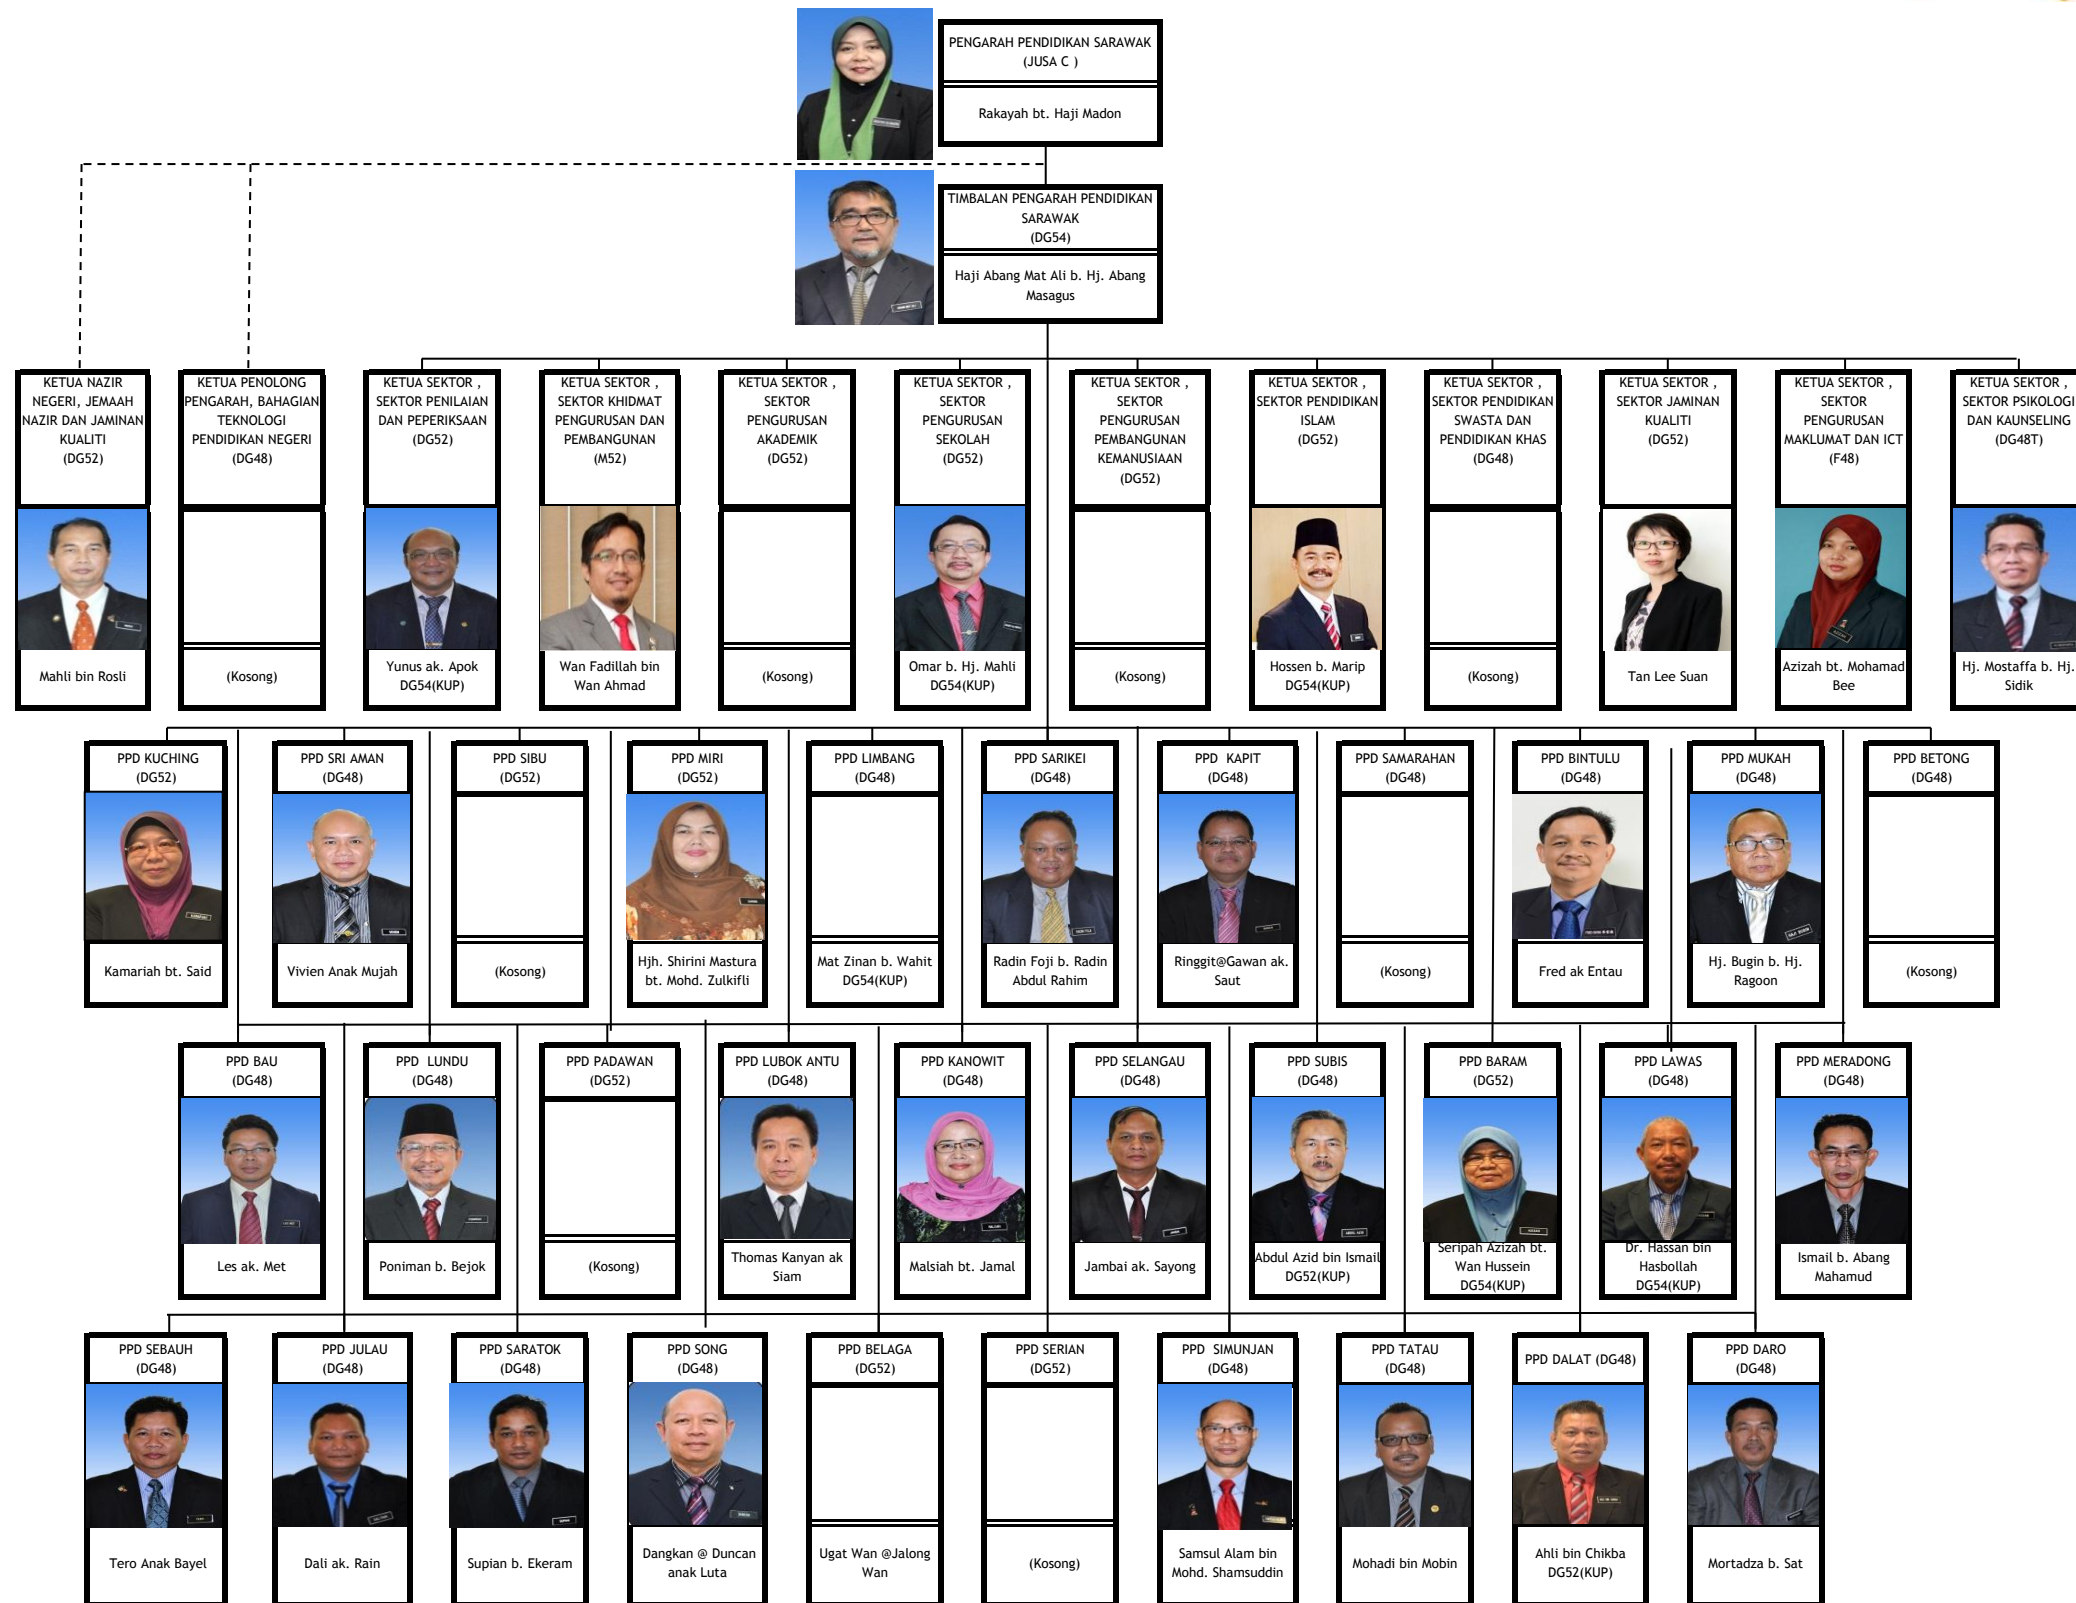 PENGARAH PENDIDIKAN SARAWAK
(JUSA C )
Rakayah bt. Haji Madon
TIMBALAN PENGARAH PENDIDIKAN
SARAWAK
(DG54)
Haji Abang Mat Ali b. Hj. Abang
Masagus
KETUA NAZIR
NEGERI, JEMAAH
NAZIR DAN JAMINAN
KUALITI
(DG52)
Mahli bin Rosli
KETUA PENOLONG
PENGARAH, BAHAGIAN
TEKNOLOGI
PENDIDIKAN NEGERI
(DG48)
(Kosong)
KETUA SEKTOR ,
SEKTOR PENILAIAN
DAN PEPERIKSAAN
(DG52)
Yunus ak. Apok
DG54(KUP)
KETUA SEKTOR ,
SEKTOR KHIDMAT
PENGURUSAN DAN
PEMBANGUNAN
(M52)
Wan Fadillah bin
Wan Ahmad
KETUA SEKTOR ,
SEKTOR
PENGURUSAN
AKADEMIK
(DG52)
(Kosong)
KETUA SEKTOR ,
SEKTOR
PENGURUSAN
SEKOLAH
(DG52)
Omar b. Hj. Mahli
DG54(KUP)
KETUA SEKTOR ,
SEKTOR
PENGURUSAN
PEMBANGUNAN
KEMANUSIAAN
(DG52)
(Kosong)
KETUA SEKTOR ,
SEKTOR PENDIDIKAN
ISLAM
(DG52)
Hossen b. Marip
DG54(KUP)
KETUA SEKTOR ,
SEKTOR PENDIDIKAN
SWASTA DAN
PENDIDIKAN KHAS
(DG48)
(Kosong)
KETUA SEKTOR ,
SEKTOR JAMINAN
KUALITI
(DG52)
Tan Lee Suan
KETUA SEKTOR ,
SEKTOR
PENGURUSAN
MAKLUMAT DAN ICT
(F48)
Azizah bt. Mohamad
Bee
KETUA SEKTOR ,
SEKTOR PSIKOLOGI
DAN KAUNSELING
(DG48T)
Hj. Mostaffa b. Hj.
Sidik
PPD KUCHING
(DG52)
Kamariah bt. Said
PPD SRI AMAN
(DG48)
Vivien Anak Mujah
PPD SIBU
(DG52)
(Kosong)
PPD MIRI
(DG52)
Hjh. Shirini Mastura
bt. Mohd. Zulkifli
PPD LIMBANG
(DG48)
Mat Zinan b. Wahit
DG54(KUP)
PPD SARIKEI
(DG48)
Radin Foji b. Radin
Abdul Rahim
PPD KAPIT
(DG48)
Ringgit@Gawan ak.
Saut
PPD SAMARAHAN
(DG48)
(Kosong)
PPD BINTULU
(DG48)
Fred ak Entau
PPD MUKAH
(DG48)
Hj. Bugin b. Hj.
Ragoon
PPD BETONG
(DG48)
(Kosong)
PPD BAU
(DG48)
Les ak. Met
PPD LUNDU
(DG48)
Poniman b. Bejok
PPD PADAWAN
(DG52)
(Kosong)
PPD LUBOK ANTU
(DG48)
Thomas Kanyan ak
Siam
PPD KANOWIT
(DG48)
Malsiah bt. Jamal
PPD SELANGAU
(DG48)
Jambai ak. Sayong
PPD SUBIS
(DG48)
Abdul Azid bin Ismail
DG52(KUP)
PPD BARAM
(DG52)
Seripah Azizah bt.
Wan Hussein
DG54(KUP)
PPD LAWAS
(DG48)
Dr. Hassan bin
Hasbollah
DG54(KUP)
PPD MERADONG
(DG48)
Ismail b. Abang
Mahamud
PPD SEBAUH
(DG48)
Tero Anak Bayel
PPD JULAU
(DG48)
Dali ak. Rain
PPD SARATOK
(DG48)
Supian b. Ekeram
PPD SONG
(DG48)
Dangkan @ Duncan
anak Luta
PPD BELAGA
(DG52)
Ugat Wan @Jalong
Wan
PPD SERIAN
(DG52)
(Kosong)
PPD SIMUNJAN
(DG48)
Samsul Alam bin
Mohd. Shamsuddin
PPD TATAU
(DG48)
Mohadi bin Mobin
PPD DALAT (DG48)
Ahli bin Chikba
DG52(KUP)
PPD DARO
(DG48)
Mortadza b. Sat